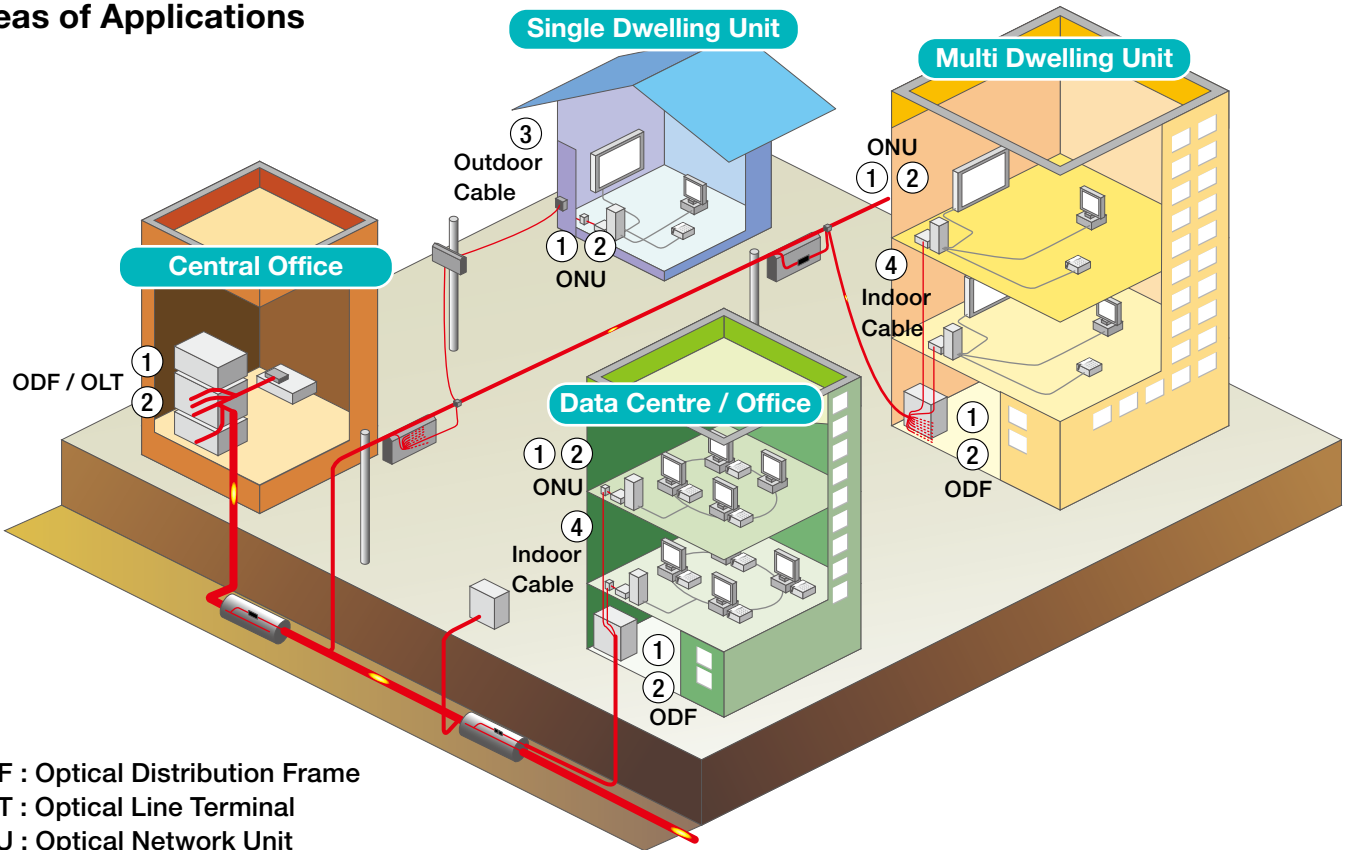 eas of Applications
Single Dwelling Unit
Multi Dwelling Unit
③
Outdoor
Cable
ONU
① ②
Central Office
① ②
ONU
④
Indoor
Cable
ODF / OLT
①
②
Data Centre / Office
① ②
ONU
①
②
ODF
④
Indoor
Cable
①
②
ODF
F : Optical Distribution Frame
T : Optical Line Terminal
U : Optical Network Unit